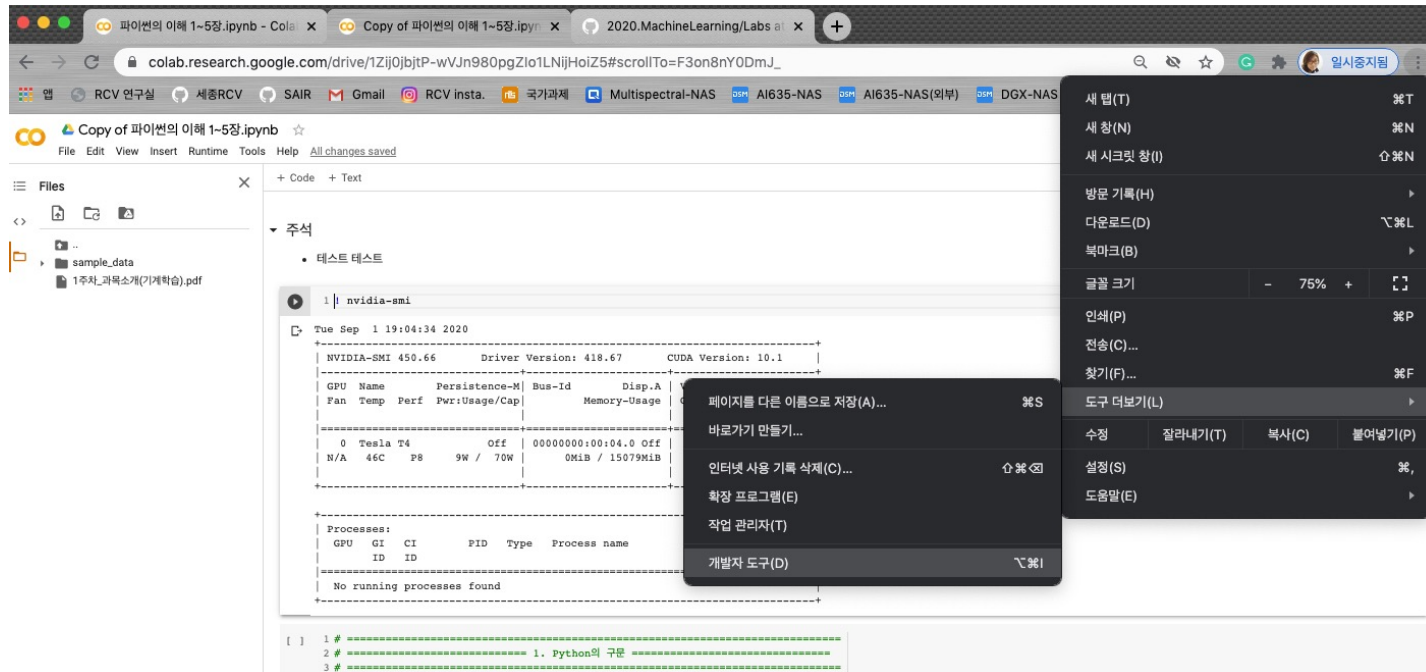 파이썬의 이해 1~5장.ipynb - Cola
Copy of 파이썬의 이해 1~5장.ipyn
2020.MachineLearning/Labs at
colab.research.google.com/drive/1Zij0jbjtP-wVJn980pgZIo1LNijHoiZ5#scrollTo=F3on8nY0DmJ_
일시중지됨
앱 RCV 연구실 세종RCV SAIR Gmail RCV insta. 국가과제 Multispectral-NAS AI635-NAS AI635-NAS(외부) DGX-NAS
Copy of 파이썬의 이해 1~5장.ipynb
File Edit View Insert Runtime Tools Help All changes saved
Files
..
sample_data
1주차_과목소개(기계학습).pdf
+ Code + Text
주석
• 테스트 테스트
1 ! nvidia-smi
Tue Sep 1 19:04:34 2020
NVIDIA-SMI 450.66 Driver Version: 418.67 CUDA Version: 10.1
GPU Name Persistence-M| Bus-Id Disp.A |
Fan Temp Perf Pwr:Usage/Cap| Memory-Usage |
0 Tesla T4 Off | 00000000:00:04.0 Off |
N/A 46C P8 9W / 70W | 0MiB / 15079MiB |
Processes:
GPU GI CI PID Type Process name
ID ID
No running processes found
[ ] 1 # ==============================================================================
2 # ============================ 1. Python의 구문 ===============================
3 # ==============================================================================
새 탭(T) ⌘T
새 창(N) ⌘N
새 시크릿 창(I) ⇧⌘N
방문 기록(H)
다운로드(D) ⌥⌘L
북마크(B)
글꼴 크기 - 75% +
인쇄(P) ⌘P
전송(C)...
찾기(F)... ⌘F
도구 더보기(L)
수정 잘라내기(T) 복사(C) 붙여넣기(P)
설정(S) ⌘,
도움말(E)
페이지를 다른 이름으로 저장(A)... ⌘S
바로가기 만들기...
인터넷 사용 기록 삭제(C)... ⇧⌘⌫
확장 프로그램(E)
작업 관리자(T)
개발자 도구(D) ⌥⌘I